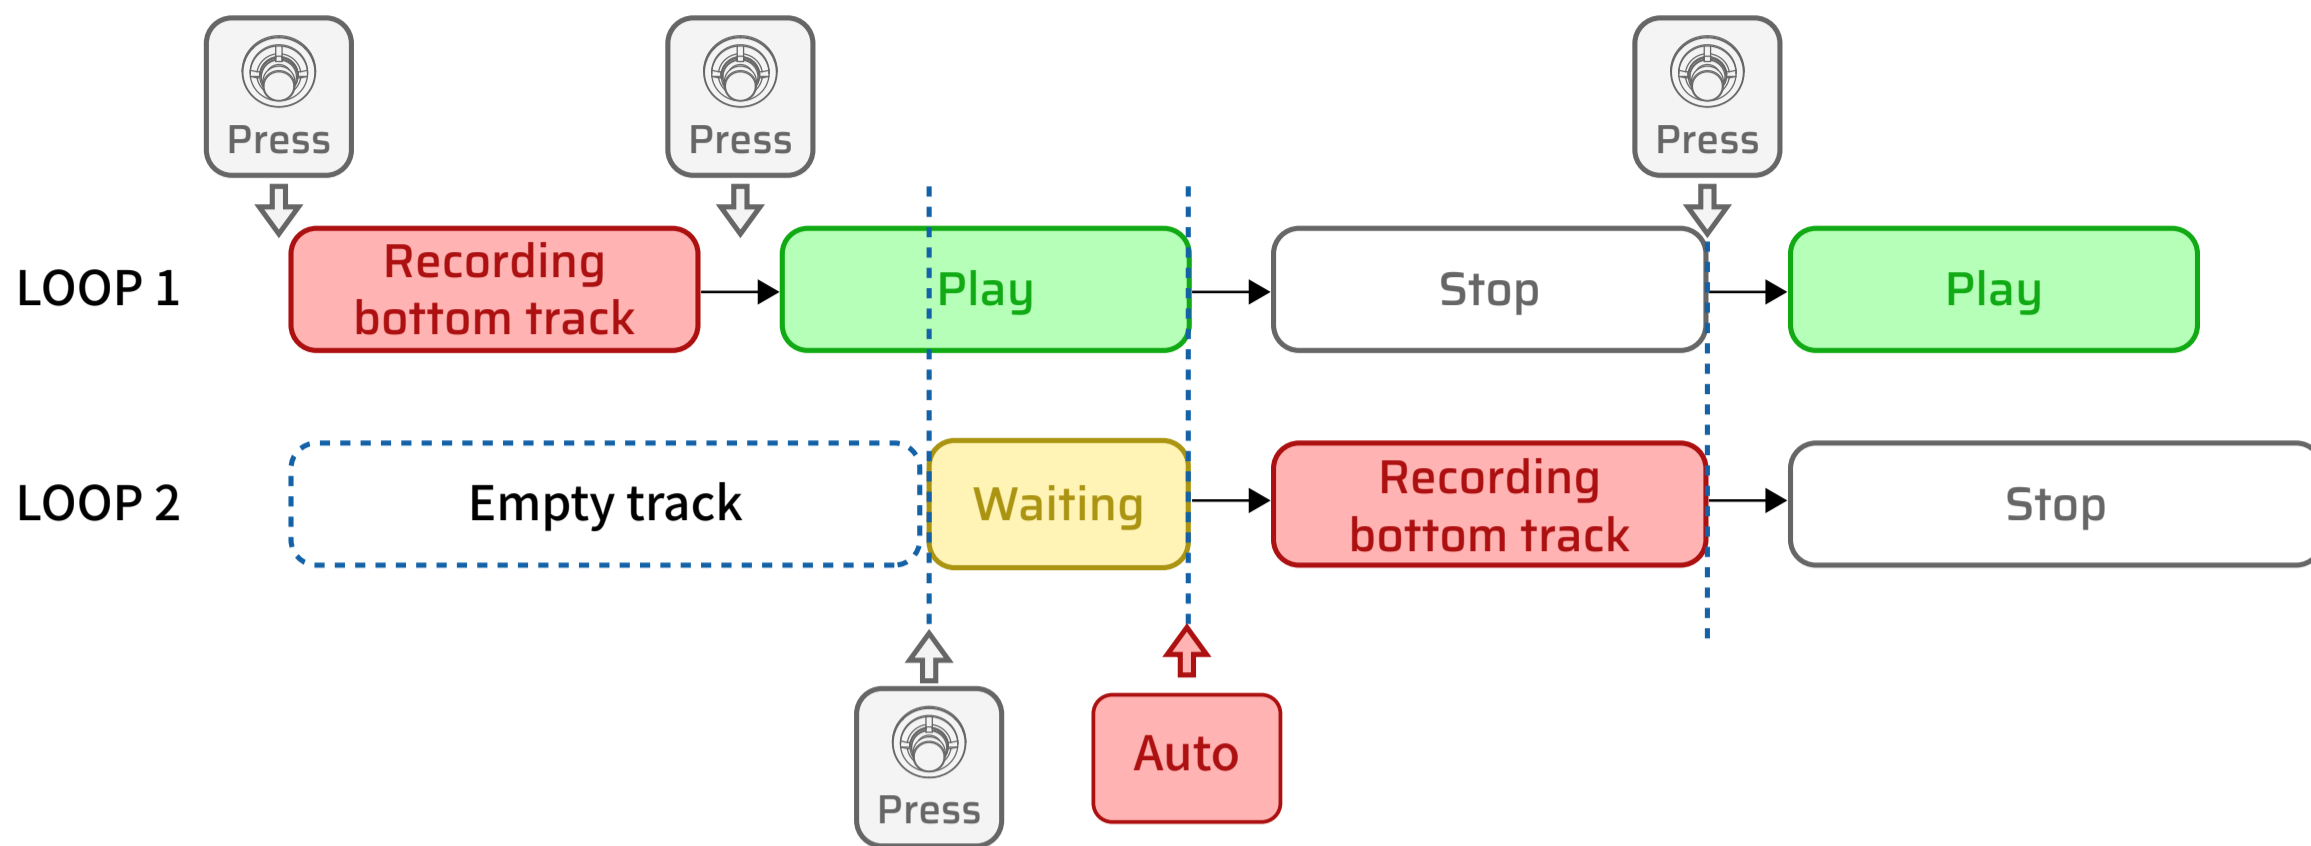 Press
Press
Press
LOOP 1
Recording
bottom track
Play
Stop
Play
LOOP 2
Empty track
Waiting
Recording
bottom track
Stop
Press
Auto